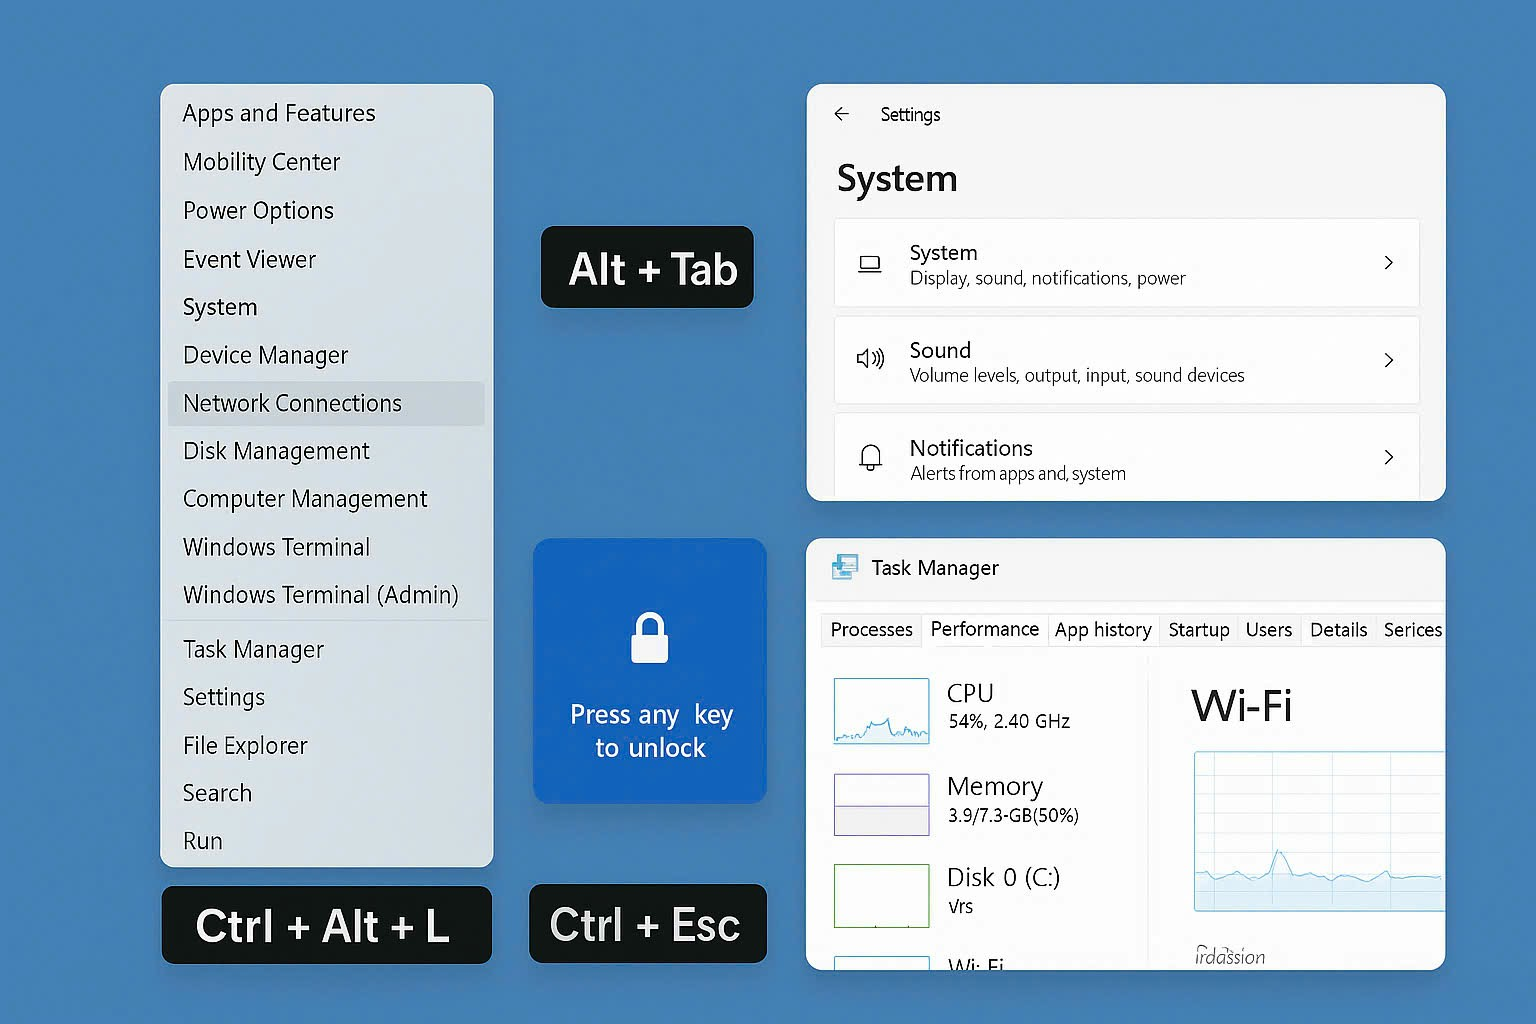 Apps and Features
Mobility Center
Power Options
Event Viewer
System
Device Manager
Network Connections
Disk Management
Computer Management
Windows Terminal
Windows Terminal (Admin)
Task Manager
Settings
File Explorer
Search
Run
Ctrl + Alt + L
Alt + Tab
Press any key
to unlock
Ctrl + Esc
Settings
System
System
Display, sound, notifications, power
Sound
Volume levels, output, input, sound devices
Notifications
Alerts from apps and, system
Task Manager
Processes Performance App history Startup Users Details Serices
CPU
54%, 2.40 GHz
Memory
3.9/7.3-GB(50%)
Disk 0 (C:)
Vrs
Wi-Fi